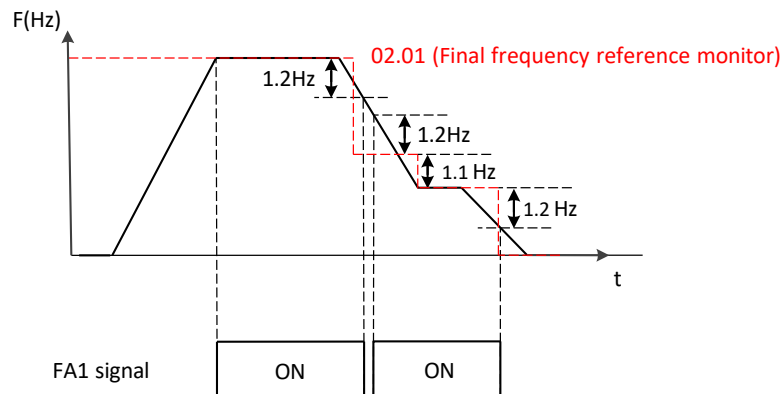 F(Hz)
02.01 (Final frequency reference monitor)
1.2Hz
1.2Hz
1.1 Hz
1.2 Hz
t
FA1 signal
ON
ON